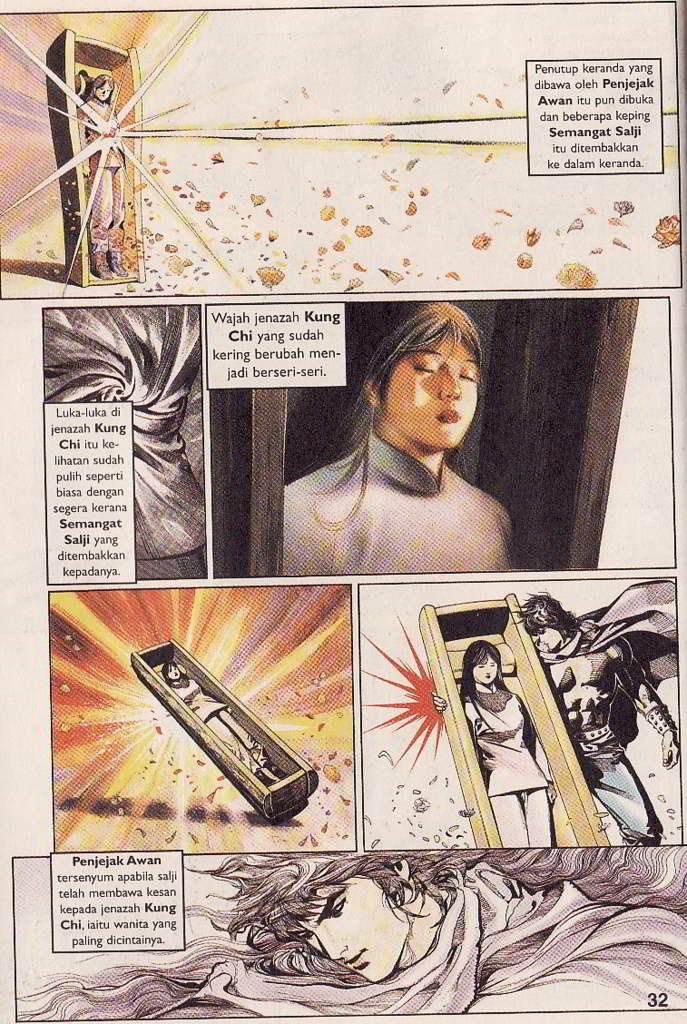 Penutup keranda yang
dibawa oleh Penjejak
Awan itu pun dibuka
dan beberapa keping
Semangat Salji
itu ditembakkan
ke dalam keranda.
Wajah jenazah Kung
Chi yang sudah
kering berubah men-
jadi berseri-seri.
Luka-luka di
jenazah Kung
Chi itu ke-
lihatan sudah
pulih seperti
biasa dengan
segera kerana
Semangat
Salji yang
ditembakkan
kepadanya.
Penjejak Awan
tersenyum apabila salji
telah membawa kesan
kepada jenazah Kung
Chi, iaitu wanita yang
paling dicintainya.
32